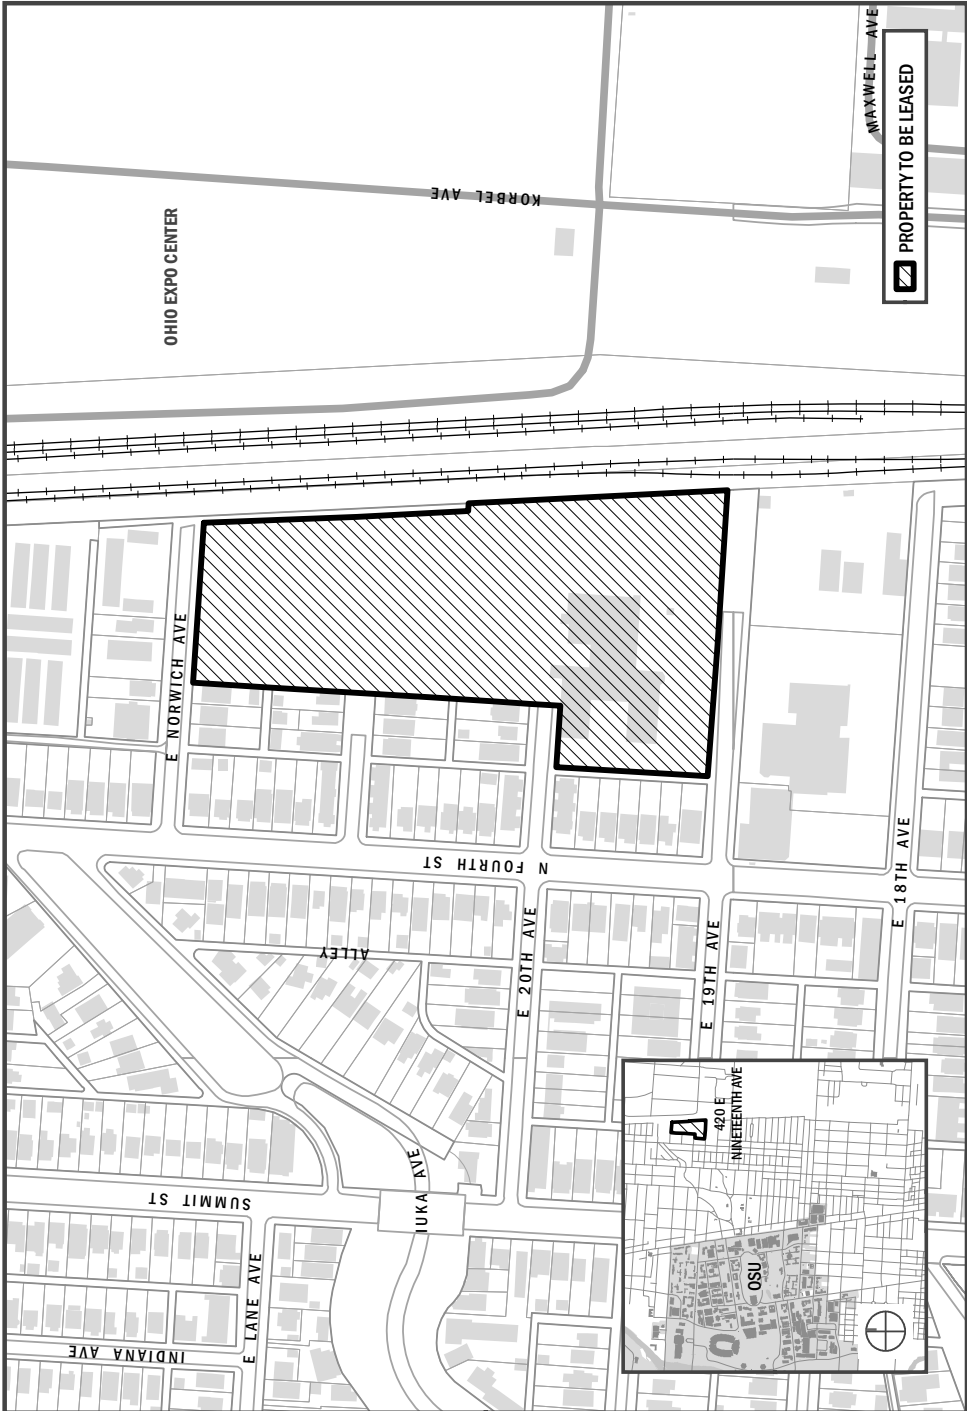 MAXWELL AVE
PROPERTY TO BE LEASED
KORBEL AVE
OHIO EXPO CENTER
E NORWICH AVE
N FOURTH ST
E 18TH AVE
ALLEY
E 20TH AVE
E 19TH AVE
420 E
NINETEENTH AVE
IUKA AVE
SUMMIT ST
E LANE AVE
INDIANA AVE
OSU